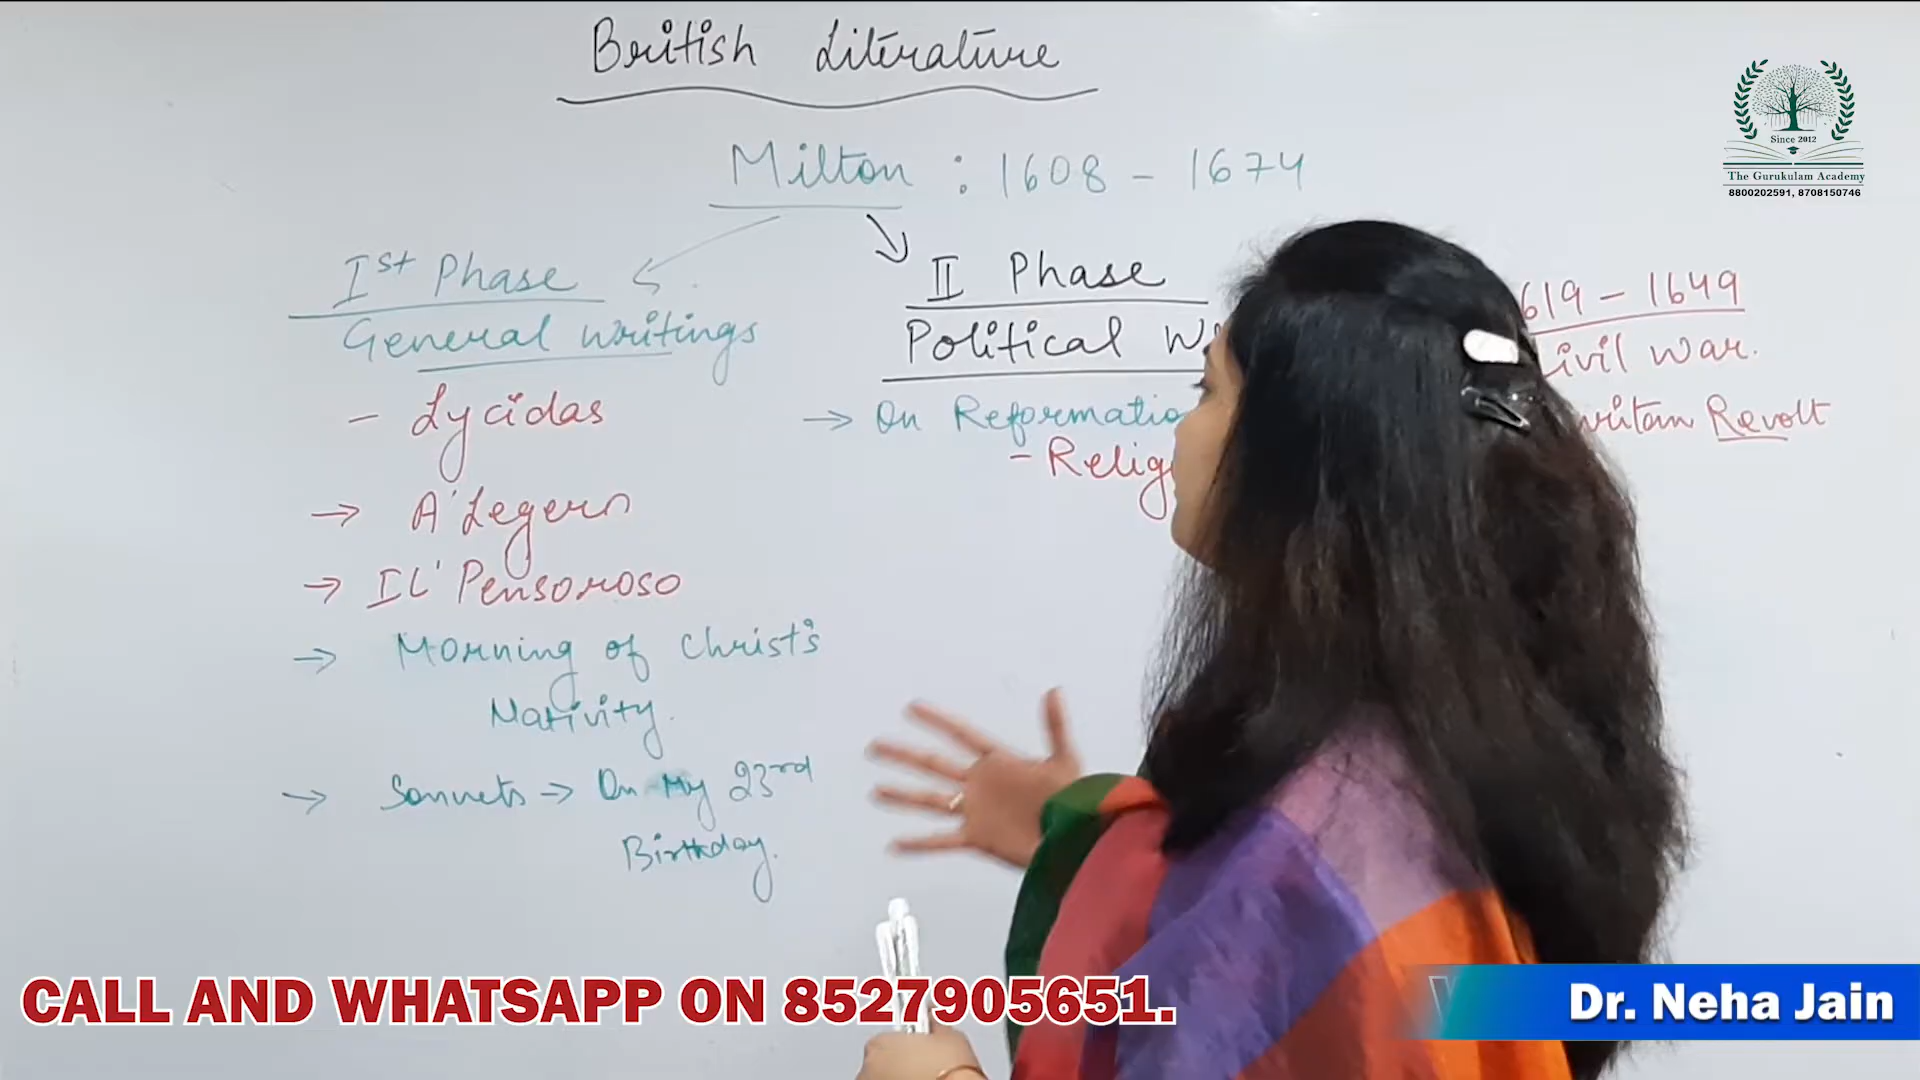 British Literature
Milton : 1608 - 1674
Ist Phase
General Writings
- Lycidas
→ A'Legern
→ IL' Pensoroso
→ Morning of Christ's
Nativity.
→ Sonnets → On My 23rd
Birthday.
II Phase
Political
→ On Reformatio
- Relig
619 - 1649
ivil War.
uritan Revolt
Since 2012
The Gurukulam Academy
8800202591, 8708150746
CALL AND WHATSAPP ON 8527905651.
Dr. Neha Jain